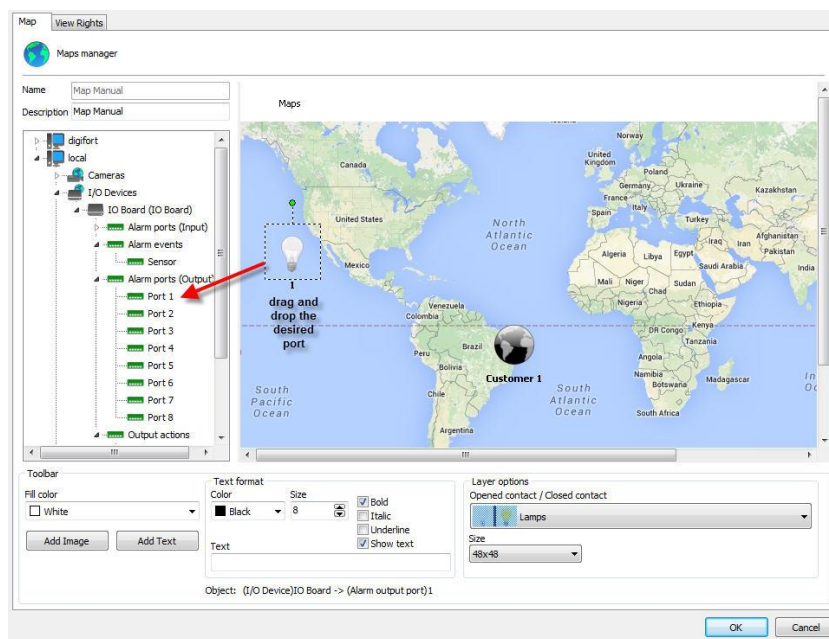 Map
View Rights
Maps manager
Name
Map Manual
Description
Map Manual
digifort
local
Cameras
I/O Devices
IO Board (IO Board)
Alarm ports (Input)
Alarm events
Sensor
Alarm ports (Output)
Port 1
Port 2
Port 3
Port 4
Port 5
Port 6
Port 7
Port 8
Output actions
Maps
Canada
United States
Mexico
North
Atlantic
Ocean
Venezuela
Colombia
Brazil
Peru
Bolivia
Chile
Argentina
South
Pacific
Ocean
South
Atlantic
Ocean
Norway
United
Kingdom
Poland
Germany
Ukraine
France
Italy
Spain
Turkey
Kazakhstan
Iraq
Iran
Afghanistan
Pakistan
Algeria
Libya
Egypt
Saudi Arabia
India
Mali
Niger
Chad
Sudan
Nigeria
Ethiopia
DR Congo
Kenya
Tanzania
Angola
Namibia
Botswana
Madagascar
South Africa
1
drag and
drop the
desired
port
Customer 1
Toolbar
Fill color
White
Add Image
Add Text
Text format
Color
Size
Black
8
Bold
Italic
Underline
Show text
Text
Layer options
Opened contact / Closed contact
Lamps
Size
48x48
Object: (I/O Device)IO Board -> (Alarm output port)1
OK
Cancel